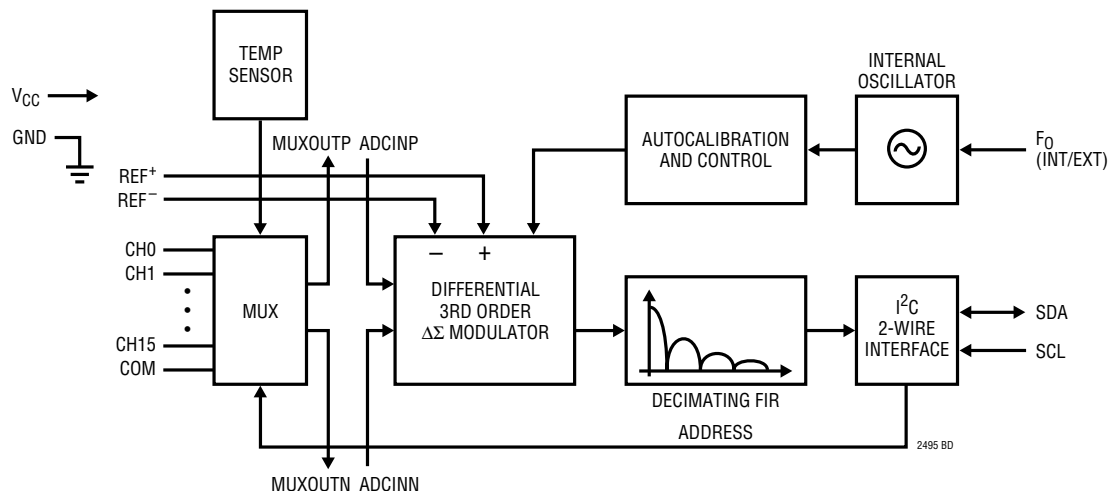 TEMP
SENSOR
INTERNAL
OSCILLATOR
VCC
GND
MUXOUTP ADCINP
AUTOCALIBRATION
AND CONTROL
FO
(INT/EXT)
REF+
REF−
CH0
CH1
CH15
COM
MUX
− +
DIFFERENTIAL
3RD ORDER
ΔΣ MODULATOR
I2C
2-WIRE
INTERFACE
SDA
SCL
DECIMATING FIR
ADDRESS
2495 BD
MUXOUTN ADCINN